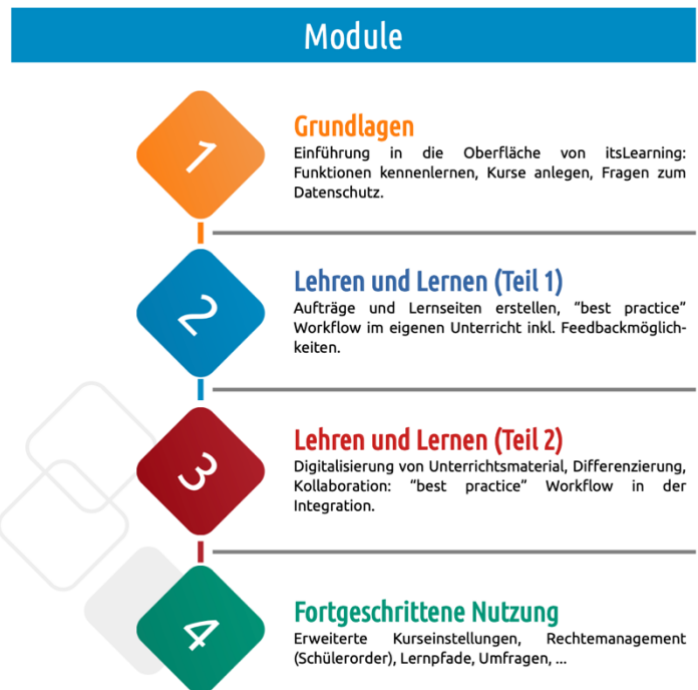 Module
1
Grundlagen
Einführung in die Oberfläche von itsLearning:
Funktionen kennenlernen, Kurse anlegen, Fragen zum
Datenschutz.
2
Lehren und Lernen (Teil 1)
Aufträge und Lernseiten erstellen, “best practice”
Workflow im eigenen Unterricht inkl. Feedbackmöglich-
keiten.
3
Lehren und Lernen (Teil 2)
Digitalisierung von Unterrichtsmaterial, Differenzierung,
Kollaboration: “best practice” Workflow in der
Integration.
4
Fortgeschrittene Nutzung
Erweiterte Kurseinstellungen, Rechtemanagement
(Schülerorder), Lernpfade, Umfragen, ...